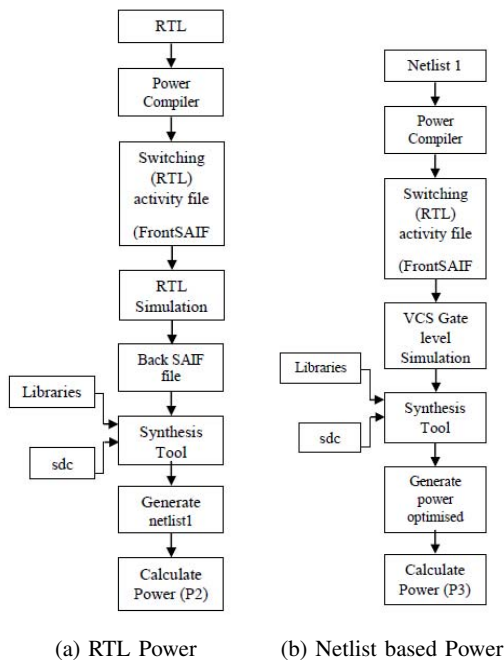 RTL
Power
Compiler
Switching
(RTL)
activity file
(FrontSAIF
RTL
Simulation
Back SAIF
file
Libraries
sdc
Synthesis
Tool
Generate
netlist1
Calculate
Power (P2)
(a) RTL Power
Netlist 1
Power
Compiler
Switching
(RTL)
activity file
(FrontSAIF
VCS Gate
level
Simulation
Libraries
sdc
Synthesis
Tool
Generate
power
optimised
Calculate
Power (P3)
(b) Netlist based Power